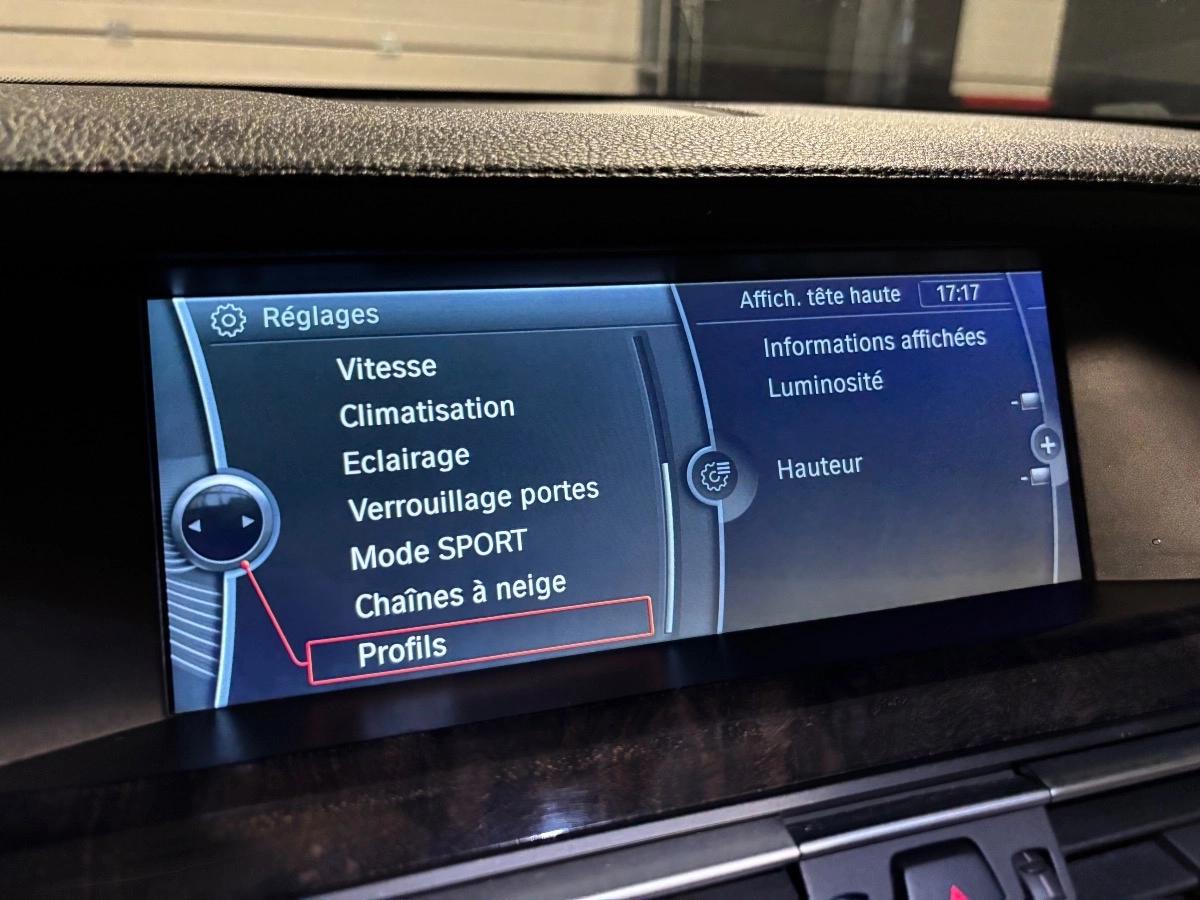 Réglages
Vitesse
Climatisation
Eclairage
Verrouillage portes
Mode SPORT
Chaînes à neige
Profils
Affich. tête haute 17:17
Informations affichées
Luminosité
Hauteur